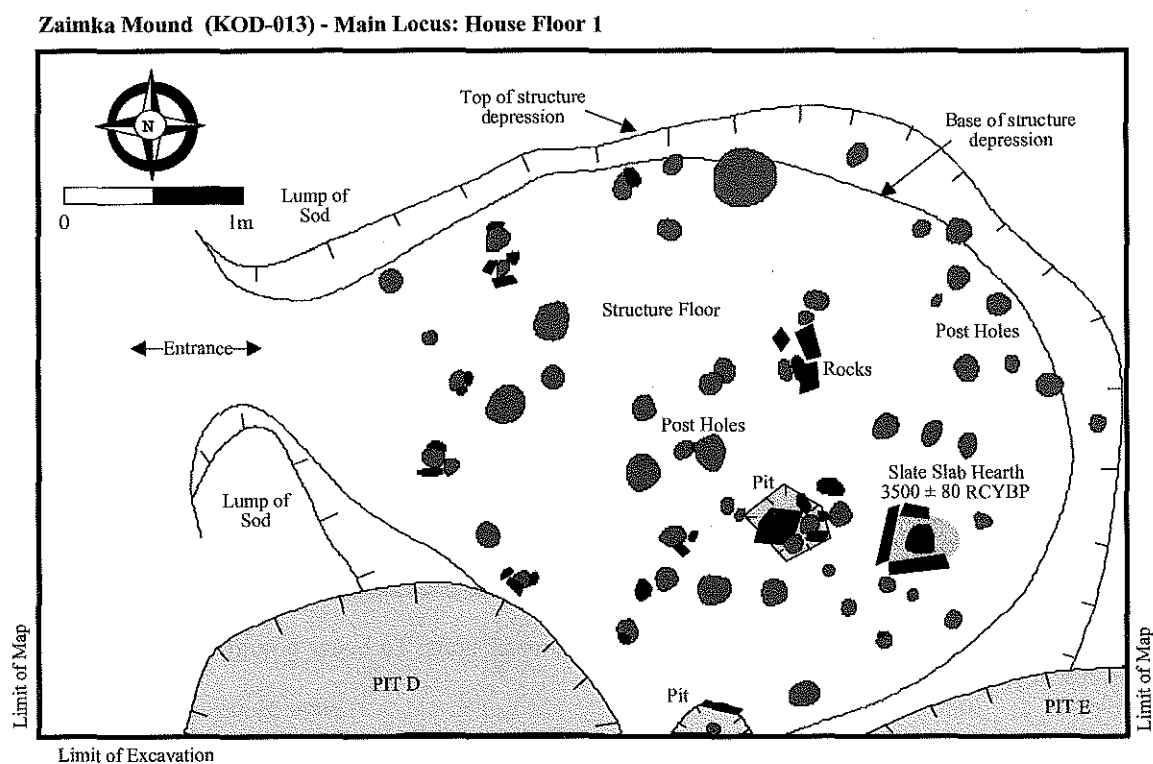 Zaimka Mound (KOD-013) - Main Locus: House Floor 1
N
0
1m
Top of structure
depression
Base of structure
depression
Lump of
Sod
Structure Floor
Post Holes
Entrance
Rocks
Post Holes
Pit
Slate Slab Hearth
3500 ± 80 RCYBP
Lump of
Sod
PIT D
Pit
PIT E
Limit of Map
Limit of Map
Limit of Excavation